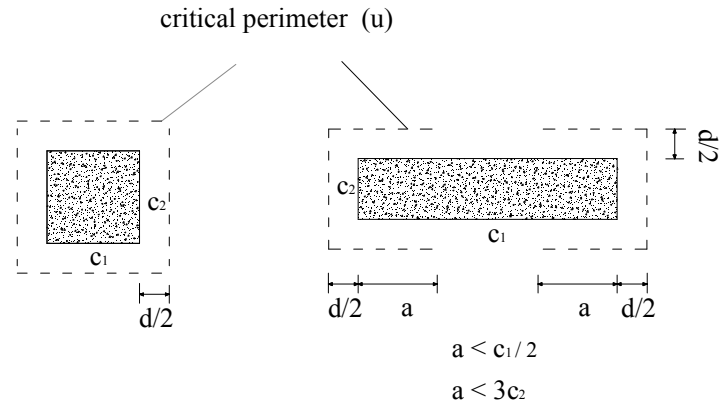 critical perimeter (u)
c₂
c₁
d/2
c₂
c₁
d/2
d/2
a
a
d/2
a < c₁/2
a < 3c₂